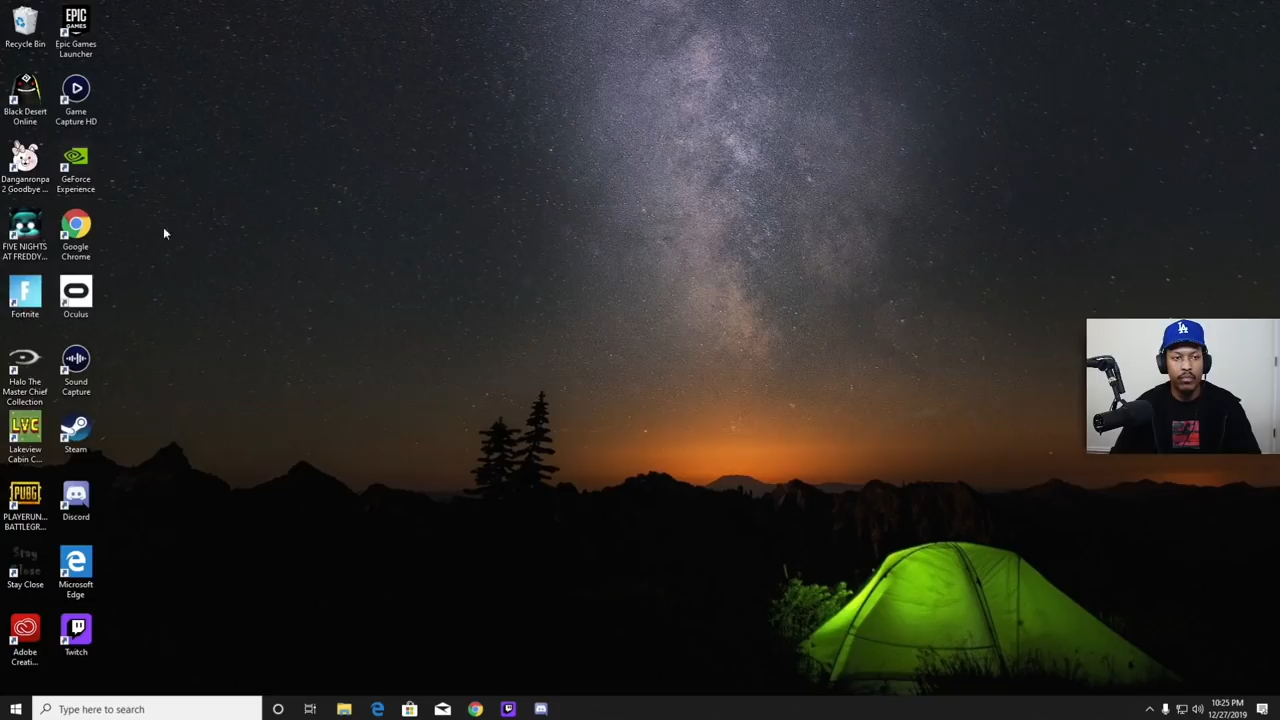 Recycle Bin
EPIC
GAMES
Epic Games
Launcher
Black Desert
Online
Game
Capture HD
Danganronpa
2 Goodbye ...
GeForce
Experience
FIVE NIGHTS
AT FREDDY...
Google
Chrome
F
Fortnite
Oculus
Halo The
Master Chief
Collection
Sound
Capture
LVC
Lakeview
Cabin C...
Steam
PUBG
PLAYERUN...
BATTLEGR...
Discord
Stay
Close
Stay Close
Microsoft
Edge
Adobe
Creati...
Twitch
LA
Type here to search
10:25 PM
12/27/2019